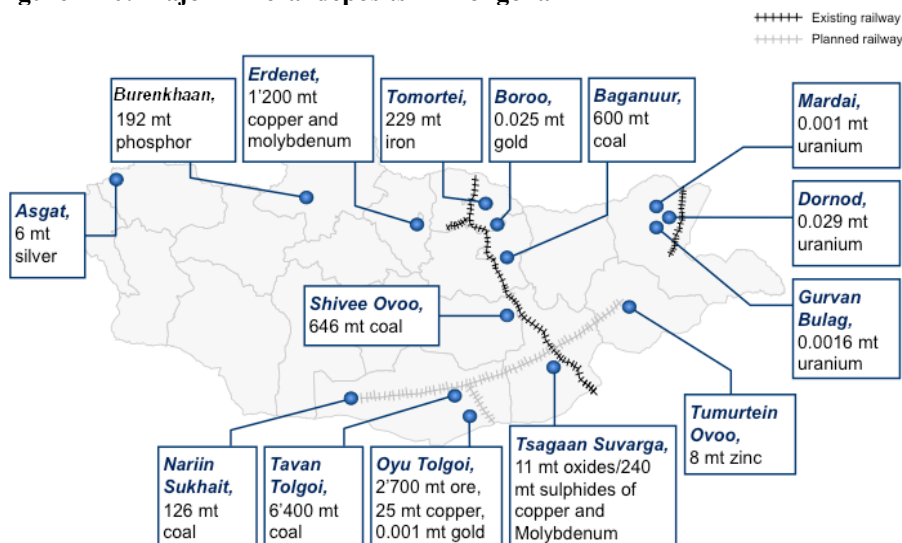 Existing railway
Planned railway
Burenkhaan,
192 mt
phosphor
Erdenet,
1'200 mt
copper and
molybdenum
Tomortei,
229 mt
iron
Boroo,
0.025 mt
gold
Baganuur,
600 mt
coal
Mardai,
0.001 mt
uranium
Asgat,
6 mt
silver
Dornod,
0.029 mt
uranium
Shivee Ovoo,
646 mt coal
Gurvan
Bulag,
0.0016 mt
uranium
Nariin
Sukhait,
126 mt
coal
Tavan
Tolgoi,
6'400 mt
coal
Oyu Tolgoi,
2'700 mt ore,
25 mt copper,
0.001 mt gold
Tsagaan Suvarga,
11 mt oxides/240
mt sulphides of
copper and
Molybdenum
Tumurtein
Ovoo,
8 mt zinc